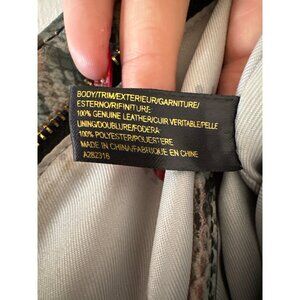 BODY/TRIM/EXTERIEUR/GARNITURE/
ESTERNO/RIFINITURE:
100% GENUINE LEATHER/CUIR VERITABLE/PELLE
LINING/DOUBLURE/FODERA:
100% POLYESTER/POLIESTERE
MADE IN CHINA/FABRIQUE EN CHINE
A282318